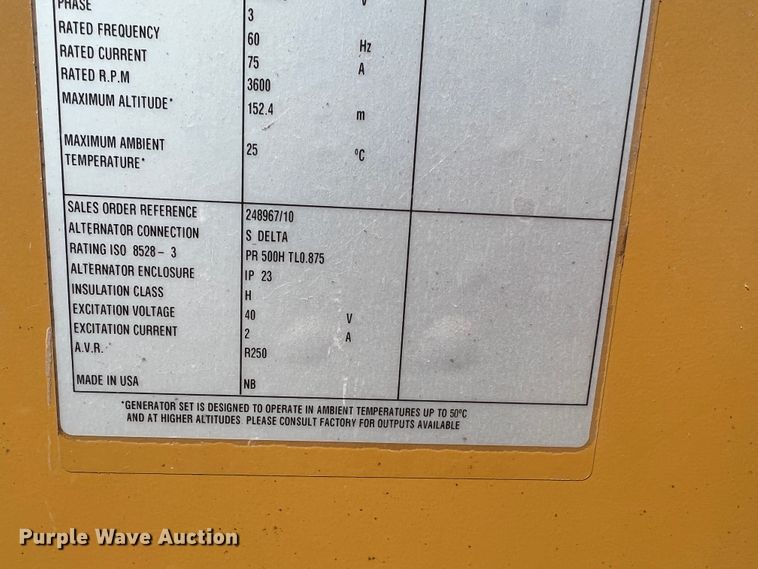 PHASE 3 V
RATED FREQUENCY 60 Hz
RATED CURRENT 75 A
RATED R.P.M 3600
MAXIMUM ALTITUDE* 152.4 m
MAXIMUM AMBIENT
TEMPERATURE* 25 ºC
SALES ORDER REFERENCE 248967/10
ALTERNATOR CONNECTION S_DELTA
RATING ISO 8528 - 3 PR 500H TL0.875
ALTERNATOR ENCLOSURE IP 23
INSULATION CLASS H
EXCITATION VOLTAGE 40 V
EXCITATION CURRENT 2 A
A.V.R. R250
MADE IN USA NB
*GENERATOR SET IS DESIGNED TO OPERATE IN AMBIENT TEMPERATURES UP TO 50ºC
AND AT HIGHER ALTITUDES PLEASE CONSULT FACTORY FOR OUTPUTS AVAILABLE
Purple Wave Auction